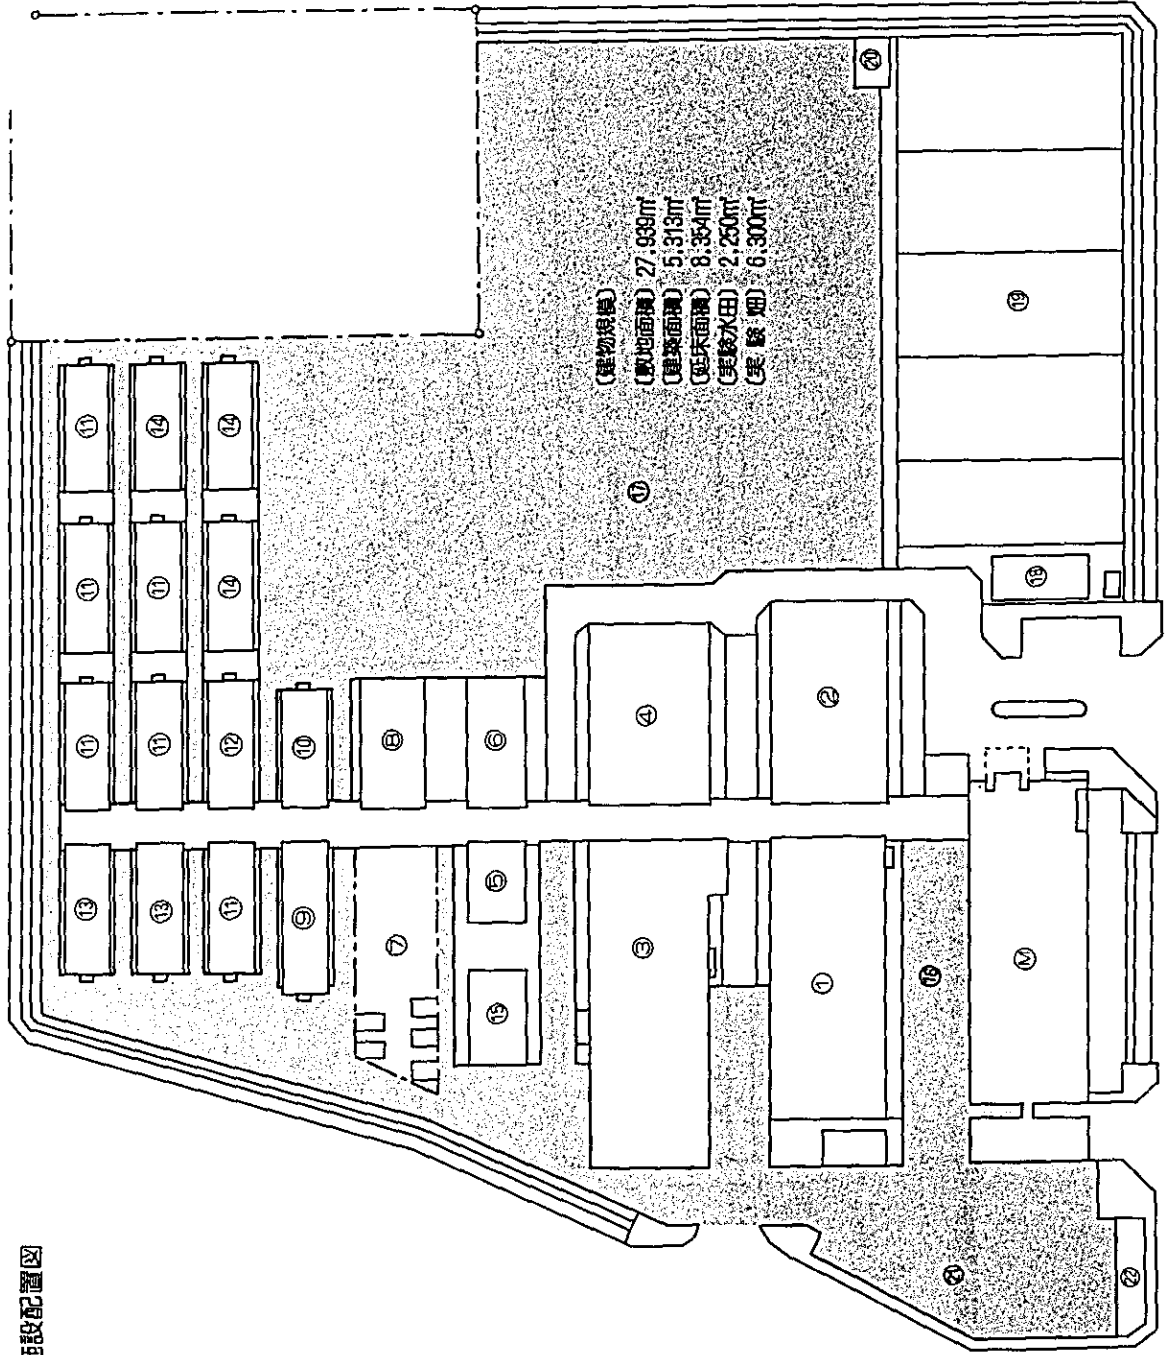 施設配置図
〔建物規模〕
〔敷地面積〕 27,939㎡
〔建築面積〕 5,313㎡
〔延床面積〕 8,354㎡
〔実験水田〕 2,250㎡
〔実験畑〕 6,300㎡
⑪ ⑭ ⑭
⑪ ⑪ ⑭
⑪ ⑪ ⑫ ⑩ ⑧ ⑥ ④ ②
⑬ ⑬ ⑪ ⑨ ⑦ ⑤ ③ ① ⑯ Ⓜ
⑮
⑰
⑱
⑲
⑳
㉑
㉒